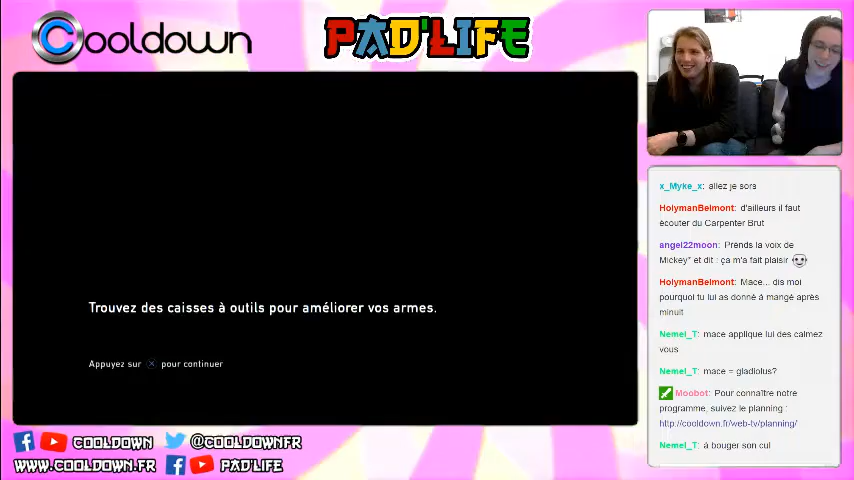 Cooldown
PAD'LIFE
Trouvez des caisses à outils pour améliorer vos armes.
Appuyez sur ✕ pour continuer
COOLDOWN @COOLDOWNFR
WWW.COOLDOWN.FR PAD'LIFE
x_Myke_x: allez je sors
HolymanBelmont: d'ailleurs il faut
écouter du Carpenter Brut
angel22moon: Prends la voix de
Mickey* et dit : ça m'a fait plaisir
HolymanBelmont: Mace... dis moi
pourquoi tu lui as donné à mangé après
minuit
Nemel_T: mace applique lui des calmez
vous
Nemel_T: mace = gladiolus?
Moobot: Pour connaître notre
programme, suivez le planning :
http://cooldown.fr/web-tv/planning/
Nemel_T: à bouger son cul